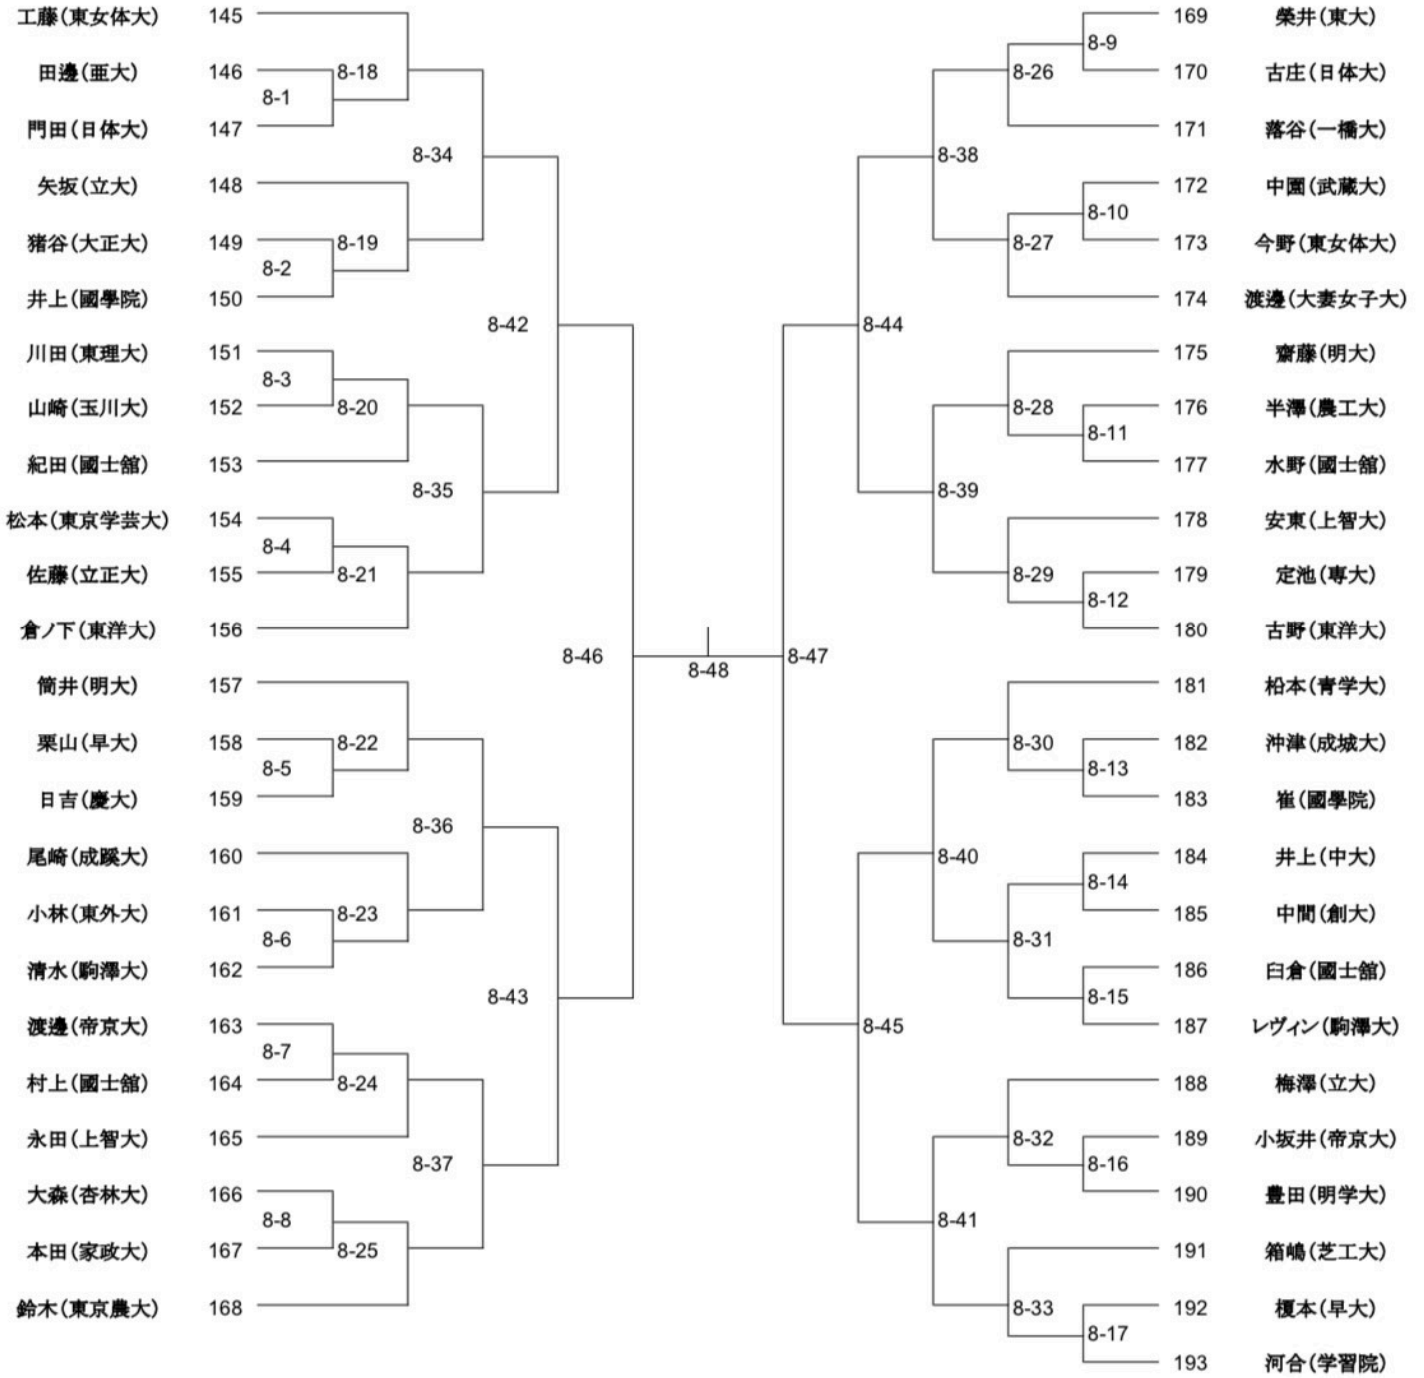 工藤(東女体大) 145
田邊(亜大) 146
8-18
8-1
門田(日体大) 147
8-34
矢坂(立大) 148
猪谷(大正大) 149
8-19
8-2
井上(國學院) 150
8-42
川田(東理大) 151
8-3
山崎(玉川大) 152
8-20
紀田(國士舘) 153
8-35
松本(東京学芸大) 154
8-4
佐藤(立正大) 155
8-21
倉ノ下(東洋大) 156
8-46
筒井(明大) 157
栗山(早大) 158
8-22
8-5
日吉(慶大) 159
8-36
尾崎(成蹊大) 160
小林(東外大) 161
8-23
8-6
清水(駒澤大) 162
8-43
渡邊(帝京大) 163
8-7
村上(國士舘) 164
8-24
永田(上智大) 165
8-37
大森(杏林大) 166
8-8
本田(家政大) 167
8-25
鈴木(東京農大) 168
8-48
169 榮井(東大)
8-9
8-26
170 古庄(日体大)
171 落谷(一橋大)
8-38
172 中園(武蔵大)
8-10
8-27
173 今野(東女体大)
174 渡邊(大妻女子大)
8-44
175 齋藤(明大)
8-28
176 半澤(農工大)
8-11
177 水野(國士舘)
8-39
178 安東(上智大)
8-29
179 定池(専大)
8-12
180 古野(東洋大)
8-47
181 枩本(青学大)
8-30
182 沖津(成城大)
8-13
183 崔(國學院)
8-40
184 井上(中大)
8-14
185 中間(創大)
8-31
186 臼倉(國士舘)
8-15
187 レヴィン(駒澤大)
8-45
188 梅澤(立大)
8-32
189 小坂井(帝京大)
8-16
190 豊田(明学大)
8-41
191 箱嶋(芝工大)
8-33
192 榎本(早大)
8-17
193 河合(学習院)